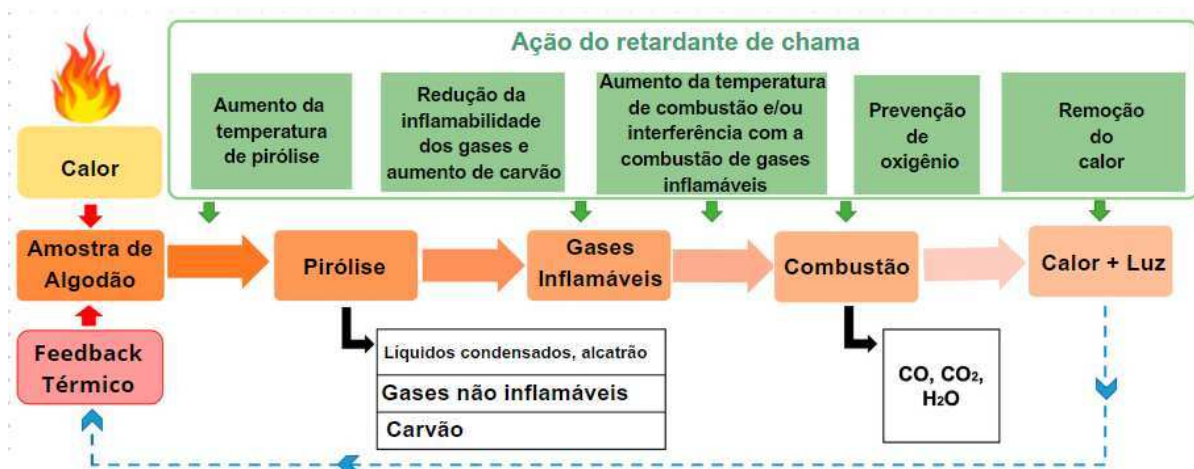 Ação do retardante de chama
Aumento da
temperatura
de pirólise
Redução da
inflamabilidade
dos gases e
aumento de carvão
Aumento da temperatura
de combustão e/ou
interferência com a
combustão de gases
inflamáveis
Prevenção
de
oxigênio
Remoção
do
calor
Calor
Amostra de
Algodão
Pirólise
Gases
Inflamáveis
Combustão
Calor + Luz
Feedback
Térmico
Líquidos condensados, alcatrão
Gases não inflamáveis
Carvão
CO, CO₂,
H₂O